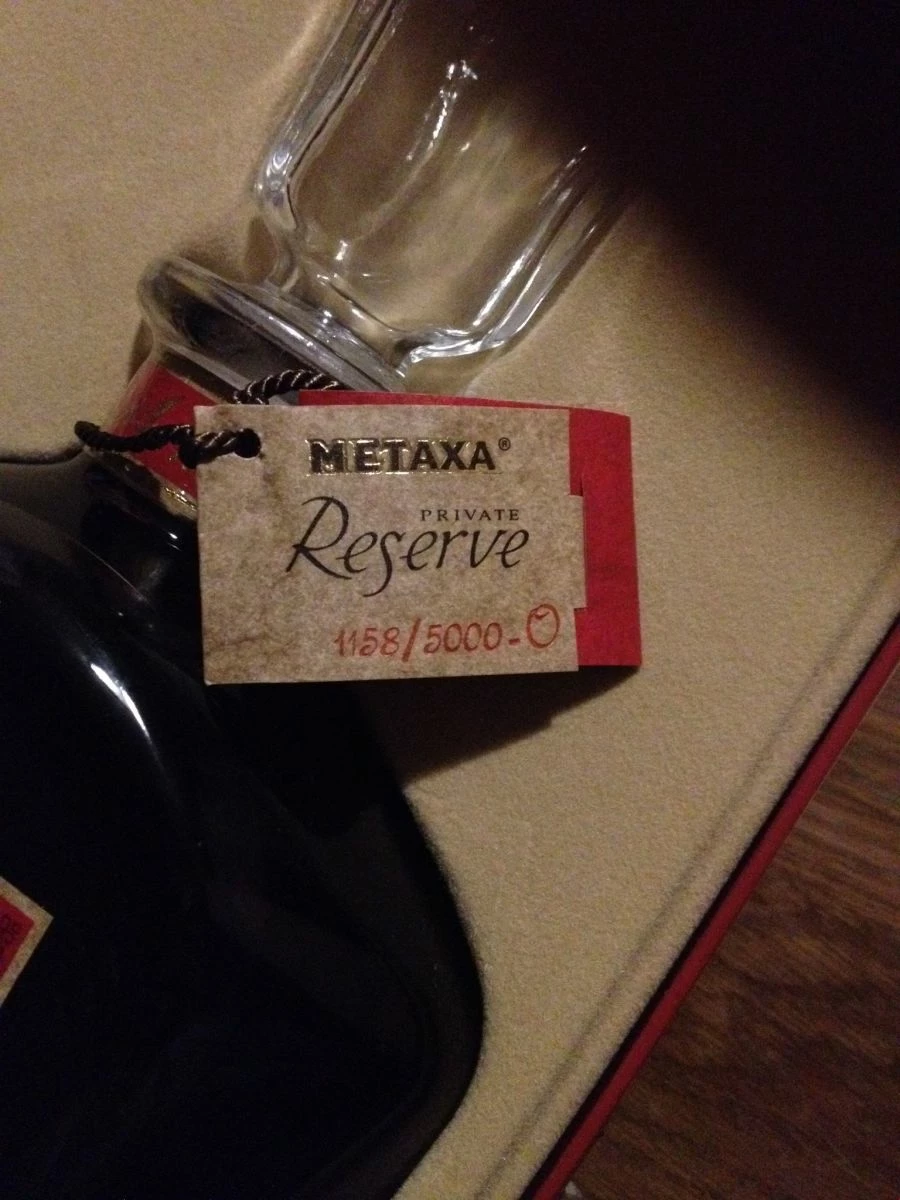 METAXA®
PRIVATE
Reserve
1158/5000-O